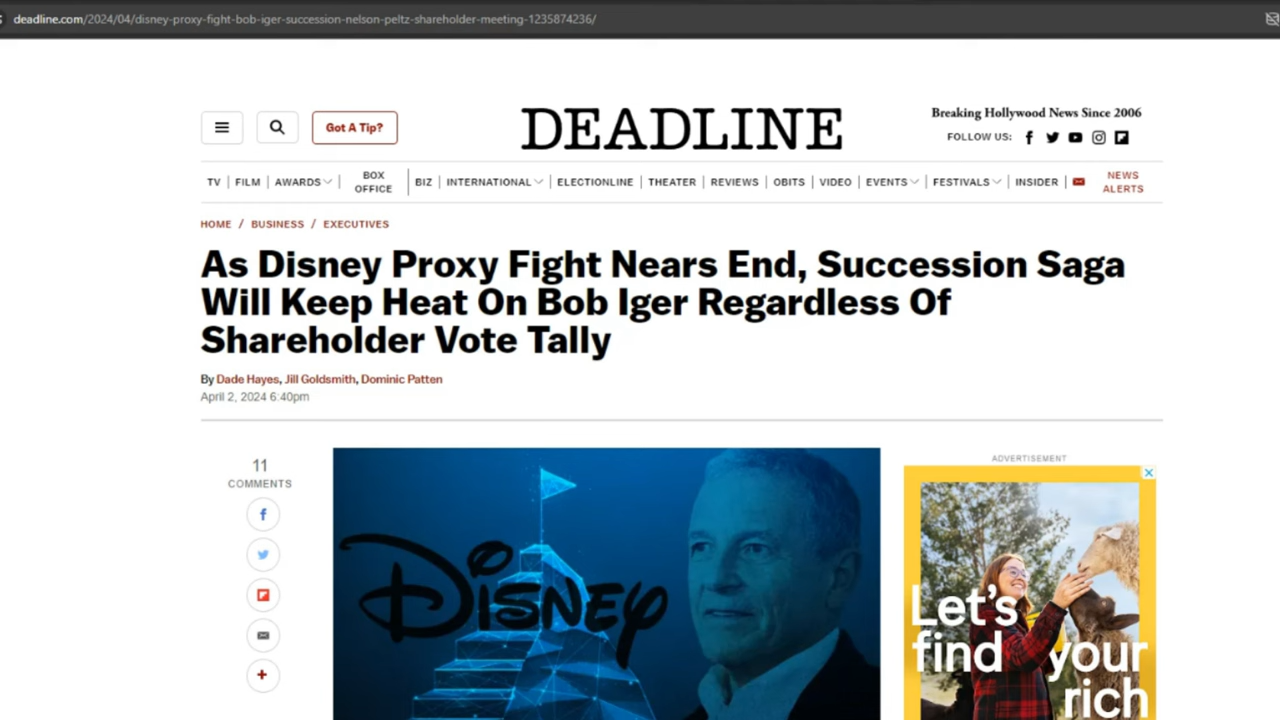 deadline.com/2024/04/disney-proxy-fight-bob-iger-succession-nelson-peltz-shareholder-meeting-1235874236/
Got A Tip?
DEADLINE
Breaking Hollywood News Since 2006
FOLLOW US:
TV | FILM | AWARDS | BOX OFFICE | BIZ | INTERNATIONAL | ELECTIONLINE | THEATER | REVIEWS | OBITS | VIDEO | EVENTS | FESTIVALS | INSIDER | NEWS ALERTS
HOME / BUSINESS / EXECUTIVES
As Disney Proxy Fight Nears End, Succession Saga
Will Keep Heat On Bob Iger Regardless Of
Shareholder Vote Tally
By Dade Hayes, Jill Goldsmith, Dominic Patten
April 2, 2024 6:40pm
11
COMMENTS
DISNEY
ADVERTISEMENT
Let's
find your
rich